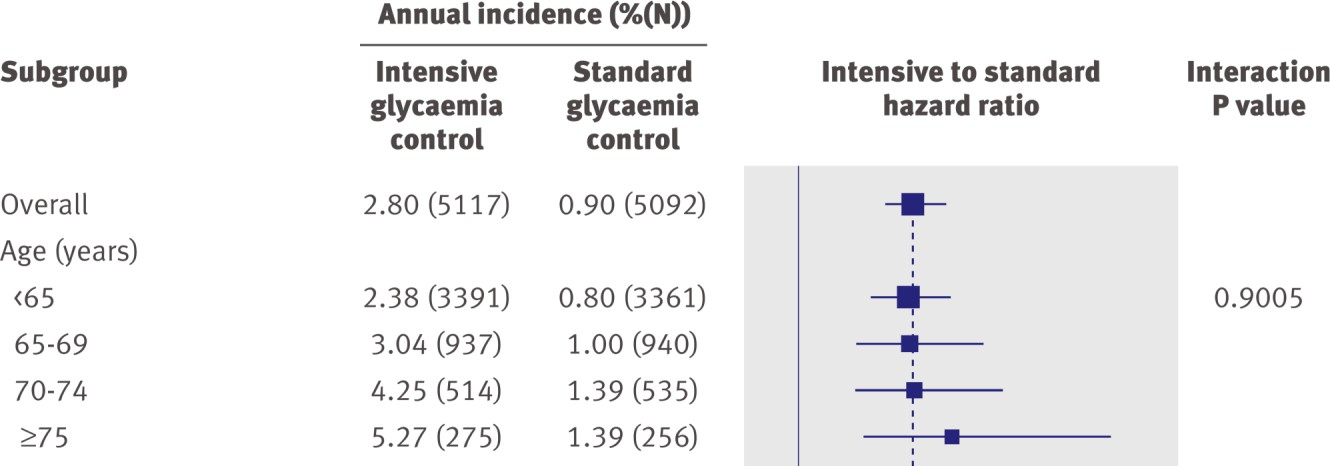 Annual incidence (%(N))
Subgroup Intensive glycaemia control Standard glycaemia control Intensive to standard hazard ratio Interaction P value
Overall 2.80 (5117) 0.90 (5092)
Age (years)
<65 2.38 (3391) 0.80 (3361) 0.9005
65-69 3.04 (937) 1.00 (940)
70-74 4.25 (514) 1.39 (535)
≥75 5.27 (275) 1.39 (256)